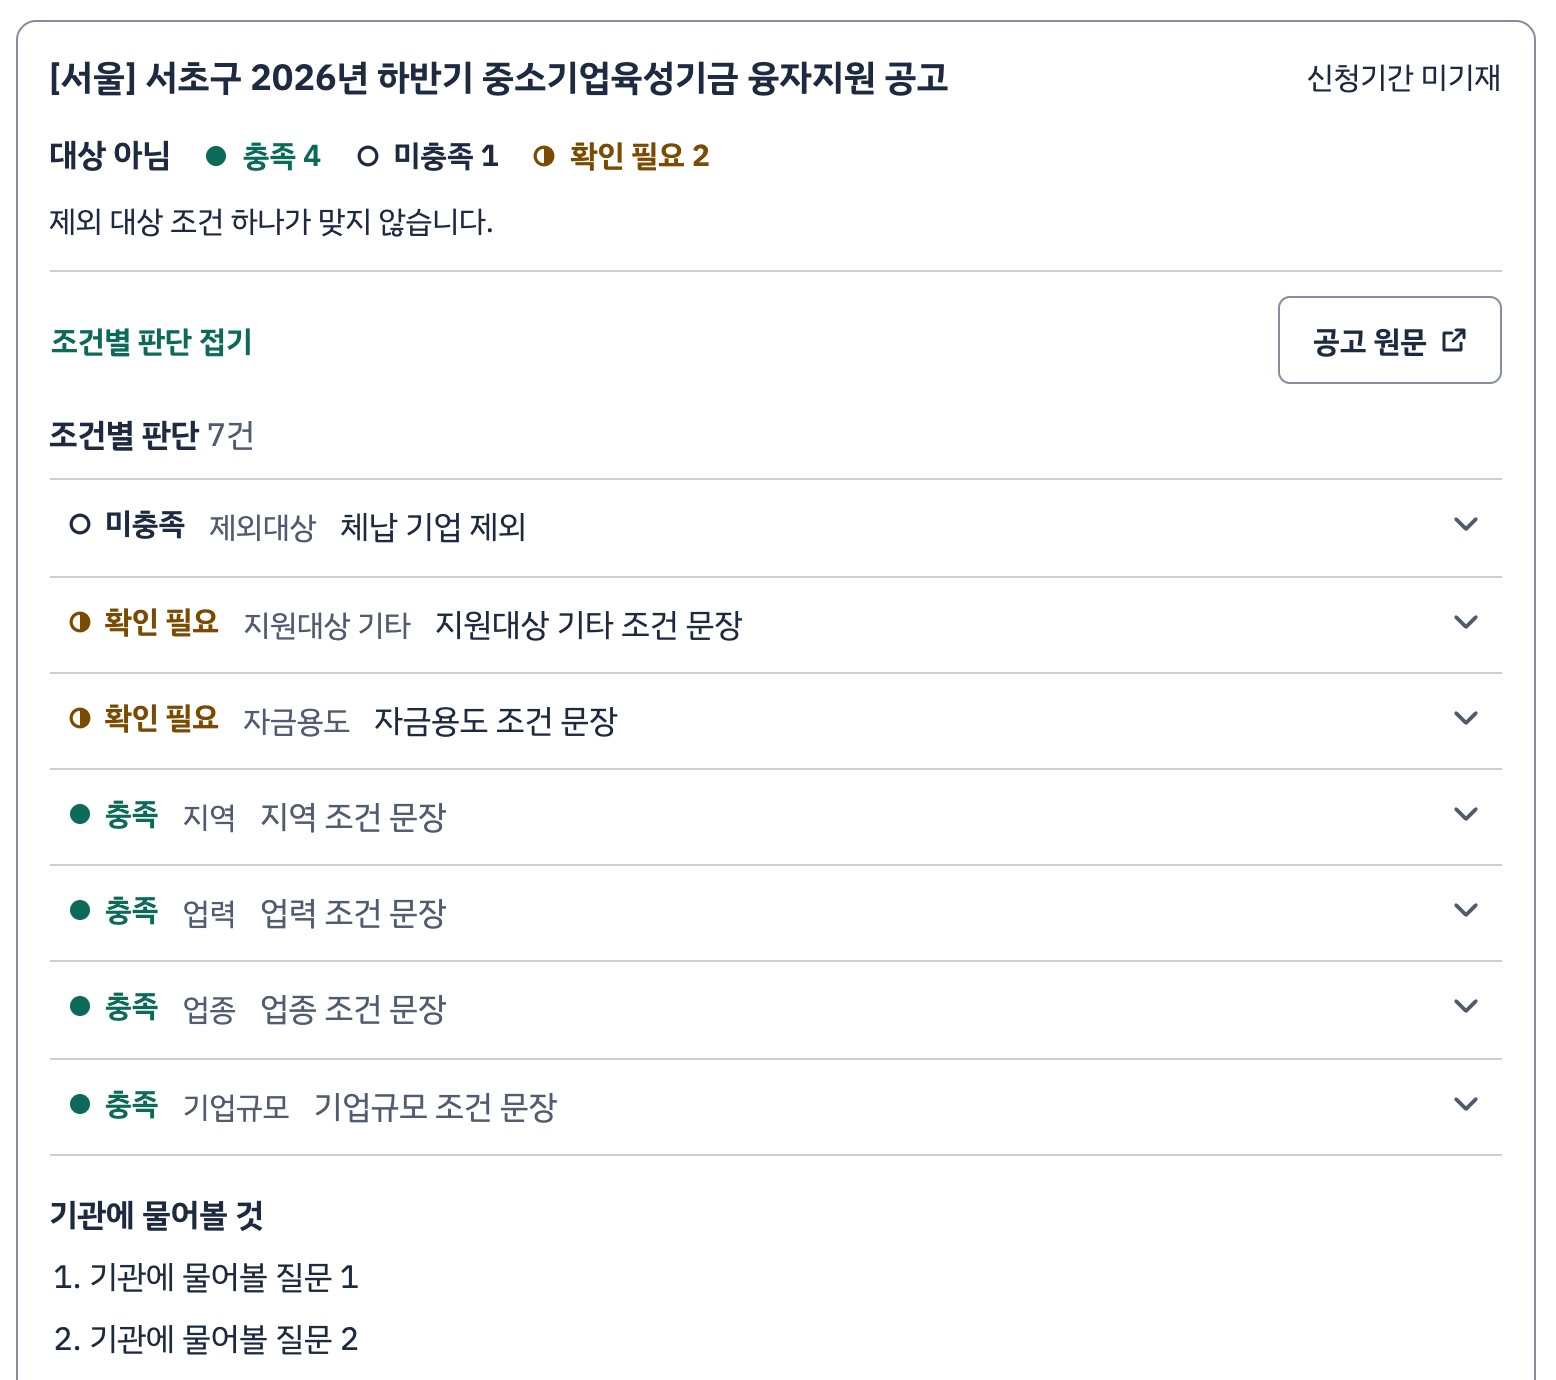 [서울] 서초구 2026년 하반기 중소기업육성기금 융자지원 공고 신청기간 미기재
대상 아님 충족 4 미충족 1 확인 필요 2
제외 대상 조건 하나가 맞지 않습니다.
조건별 판단 접기 공고 원문
조건별 판단 7건
미충족 제외대상 체납 기업 제외
확인 필요 지원대상 기타 지원대상 기타 조건 문장
확인 필요 자금용도 자금용도 조건 문장
충족 지역 지역 조건 문장
충족 업력 업력 조건 문장
충족 업종 업종 조건 문장
충족 기업규모 기업규모 조건 문장
기관에 물어볼 것
1. 기관에 물어볼 질문 1
2. 기관에 물어볼 질문 2